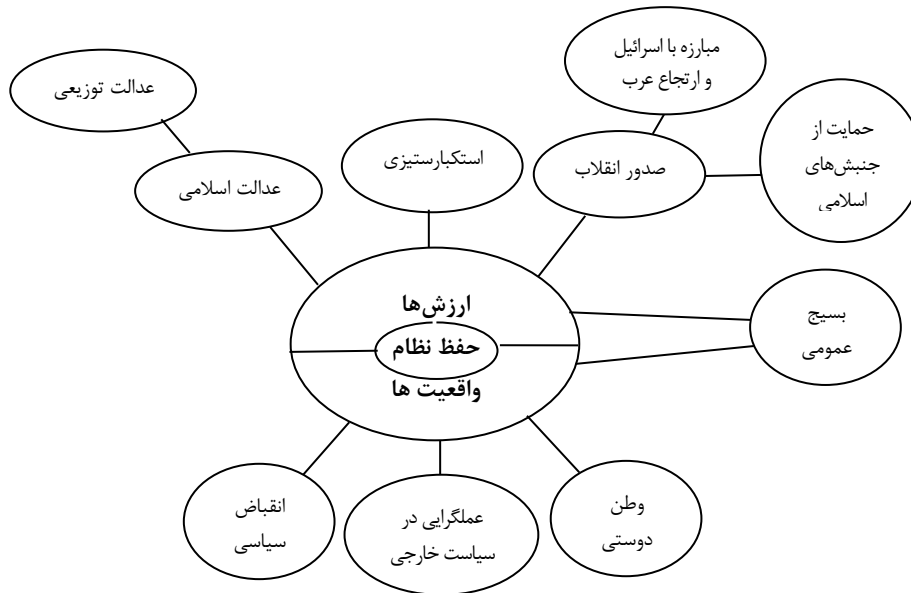 مبارزه با اسرائیل
و ارتجاع عرب
عدالت توزیعی
حمایت از
جنبش‌های
اسلامی
استکبارستیزی
صدور انقلاب
عدالت اسلامی
ارزش‌ها
حفظ نظام
واقعیت ها
بسیج
عمومی
انقباض
سیاسی
عملگرایی در
سیاست خارجی
وطن
دوستی